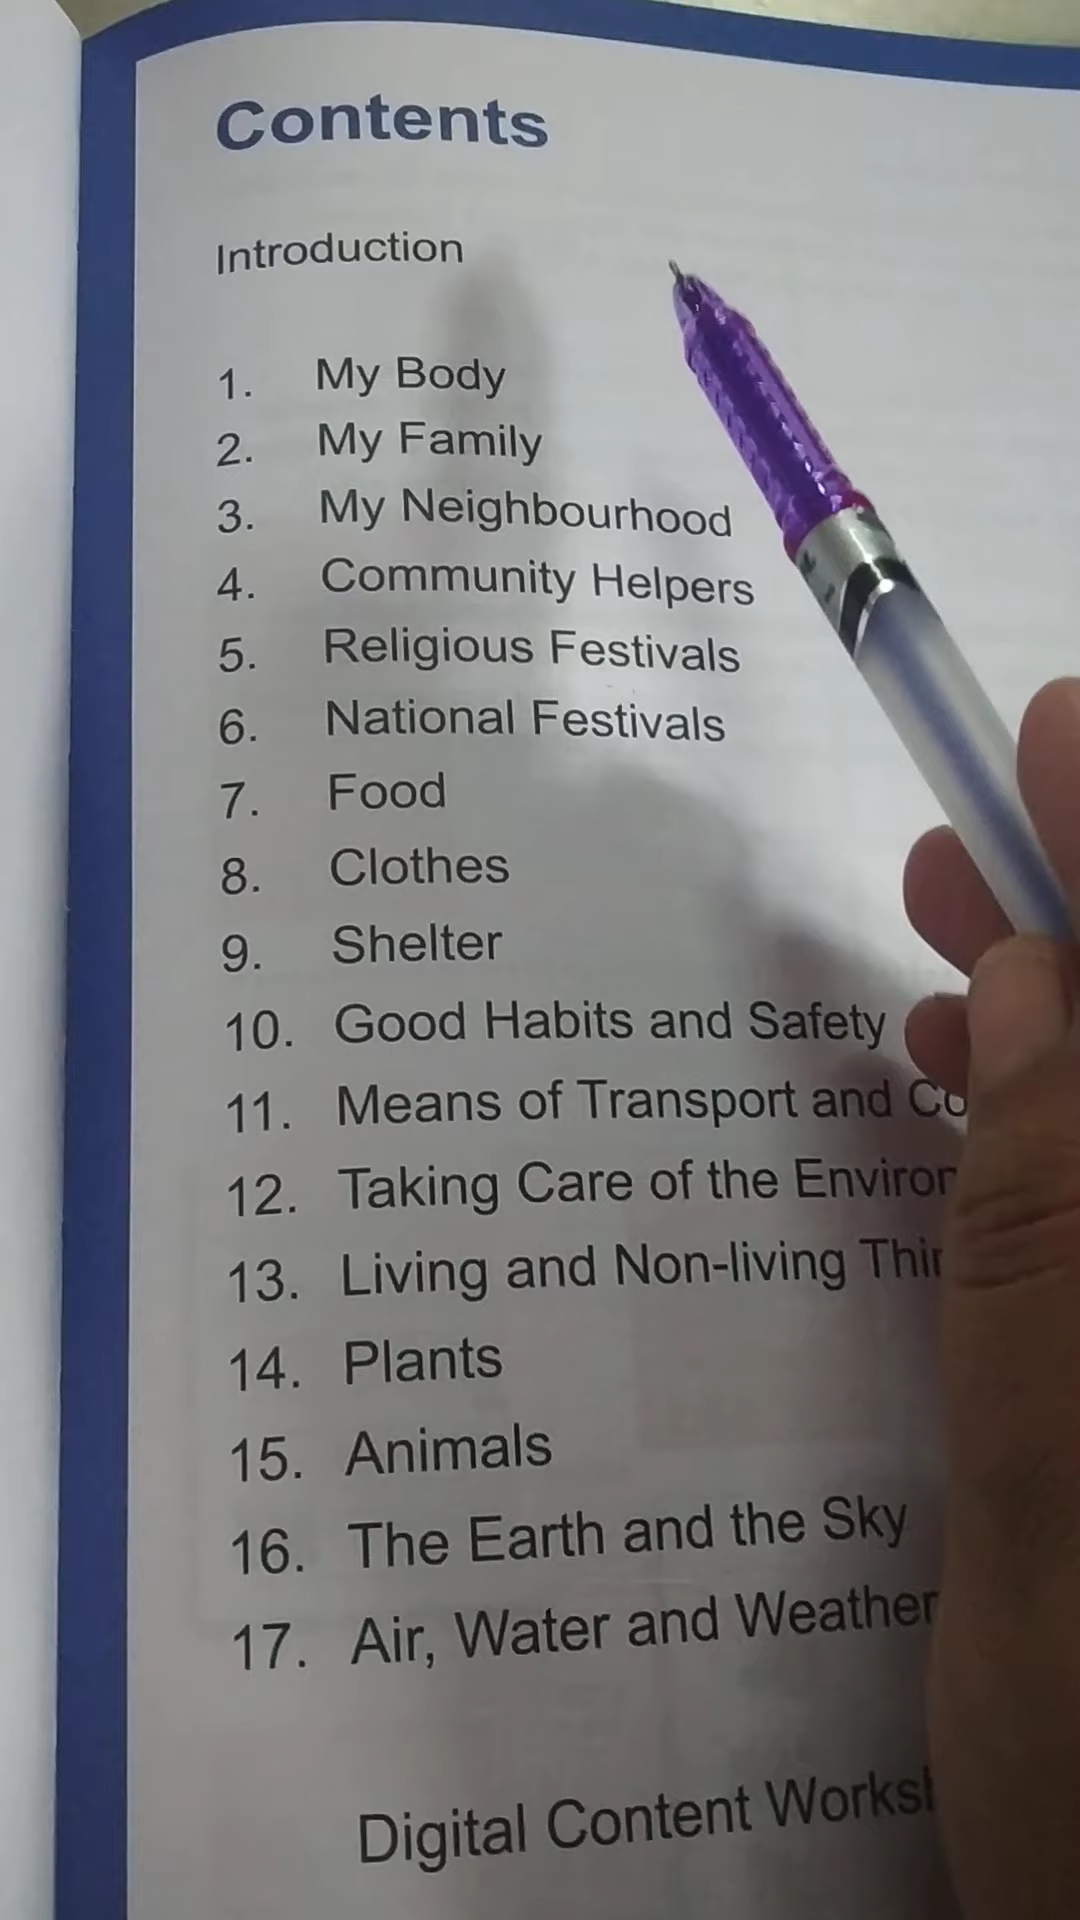 Contents
Introduction
1. My Body
2. My Family
3. My Neighbourhood
4. Community Helpers
5. Religious Festivals
6. National Festivals
7. Food
8. Clothes
9. Shelter
10. Good Habits and Safety
11. Means of Transport and
12. Taking Care of the
13. Living and Non-living
14. Plants
15. Animals
16. The Earth and the Sky
17. Air, Water and Weather
Digital Content